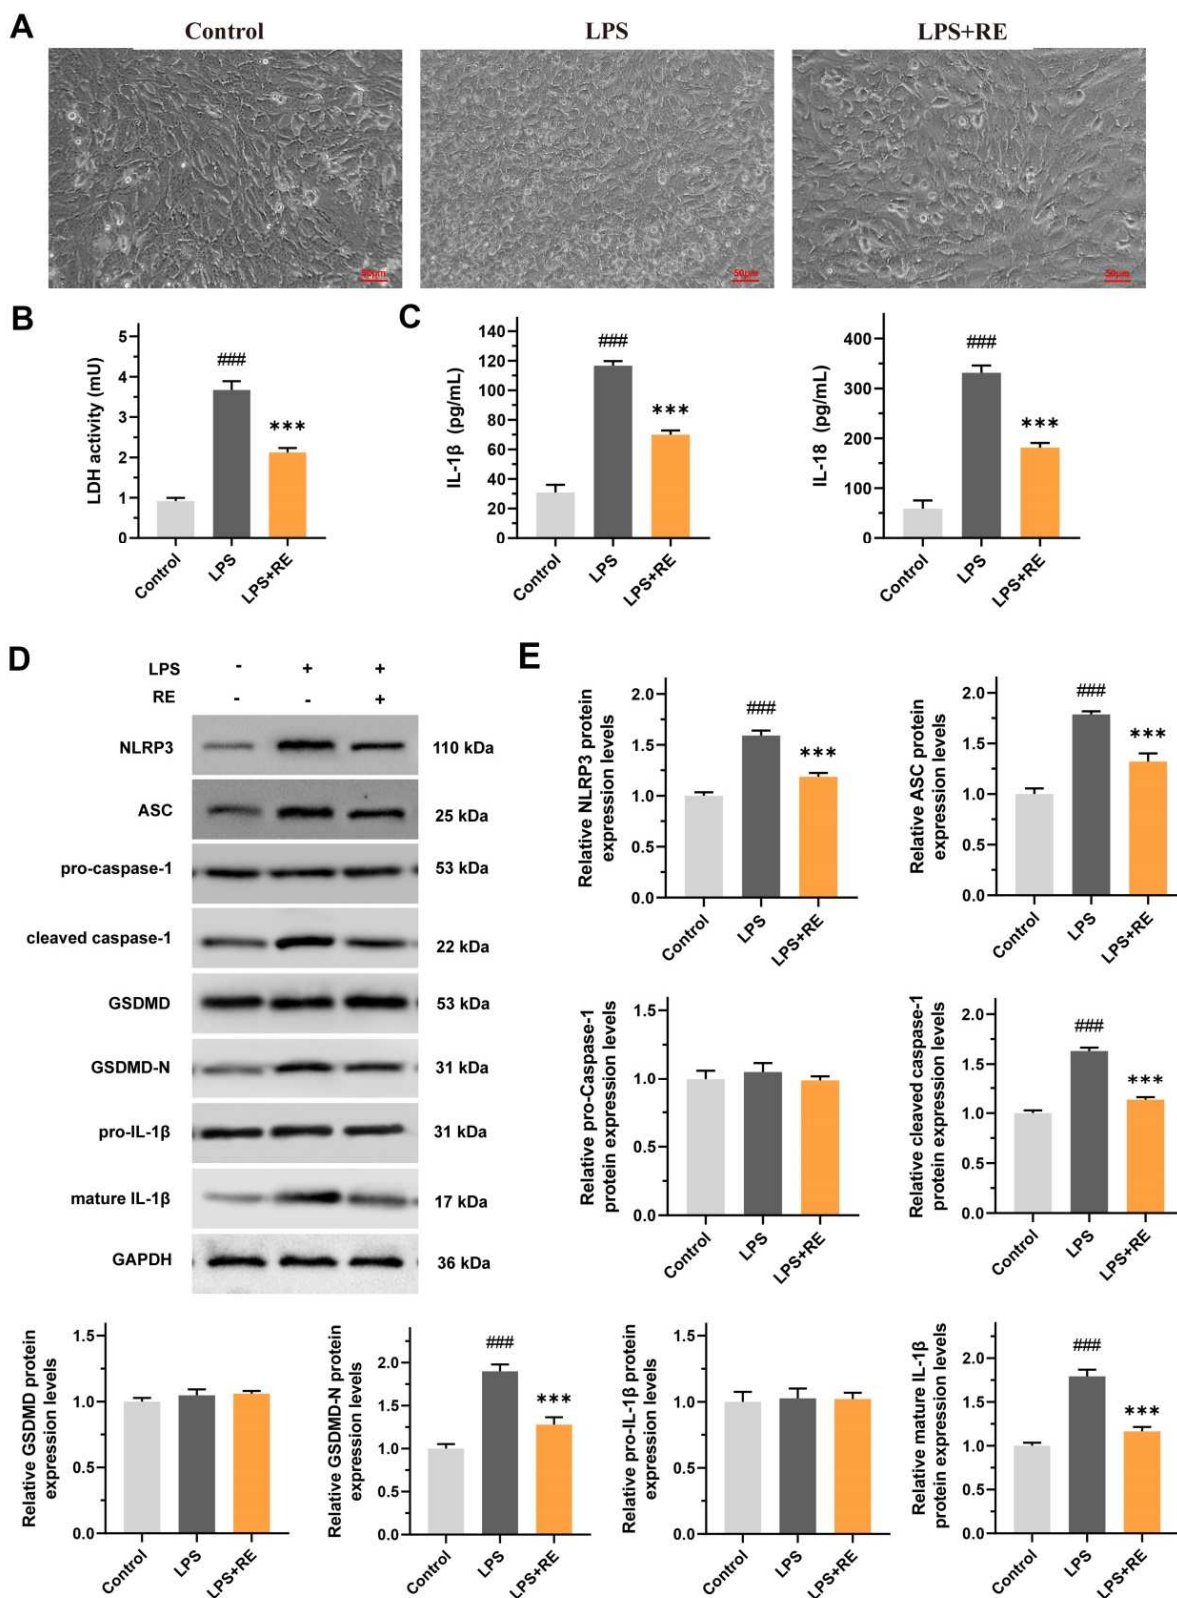 A
Control
LPS
LPS+RE
50μm
50μm
50μm
B
LDH activity (mU)
5
4
3
2
1
0
###
***
Control
LPS
LPS+RE
C
IL-1β (pg/mL)
140
120
100
80
60
40
20
0
###
***
Control
LPS
LPS+RE
IL-18 (pg/mL)
400
300
200
100
0
###
***
Control
LPS
LPS+RE
D
LPS - + +
RE - - +
NLRP3 110 kDa
ASC 25 kDa
pro-caspase-1 53 kDa
cleaved caspase-1 22 kDa
GSDMD 53 kDa
GSDMD-N 31 kDa
pro-IL-1β 31 kDa
mature IL-1β 17 kDa
GAPDH 36 kDa
E
Relative NLRP3 protein
expression levels
2.0
1.5
1.0
0.5
0.0
###
***
Control
LPS
LPS+RE
Relative ASC protein
expression levels
2.0
1.5
1.0
0.5
0.0
###
***
Control
LPS
LPS+RE
Relative pro-Caspase-1
protein expression levels
1.5
1.0
0.5
0.0
Control
LPS
LPS+RE
Relative cleaved caspase-1
protein expression levels
2.0
1.5
1.0
0.5
0.0
###
***
Control
LPS
LPS+RE
Relative GSDMD protein
expression levels
1.5
1.0
0.5
0.0
Control
LPS
LPS+RE
Relative GSDMD-N protein
expression levels
2.0
1.5
1.0
0.5
0.0
###
***
Control
LPS
LPS+RE
Relative pro-IL-1β protein
expression levels
1.5
1.0
0.5
0.0
Control
LPS
LPS+RE
Relative mature IL-1β
protein expression levels
2.0
1.5
1.0
0.5
0.0
###
***
Control
LPS
LPS+RE